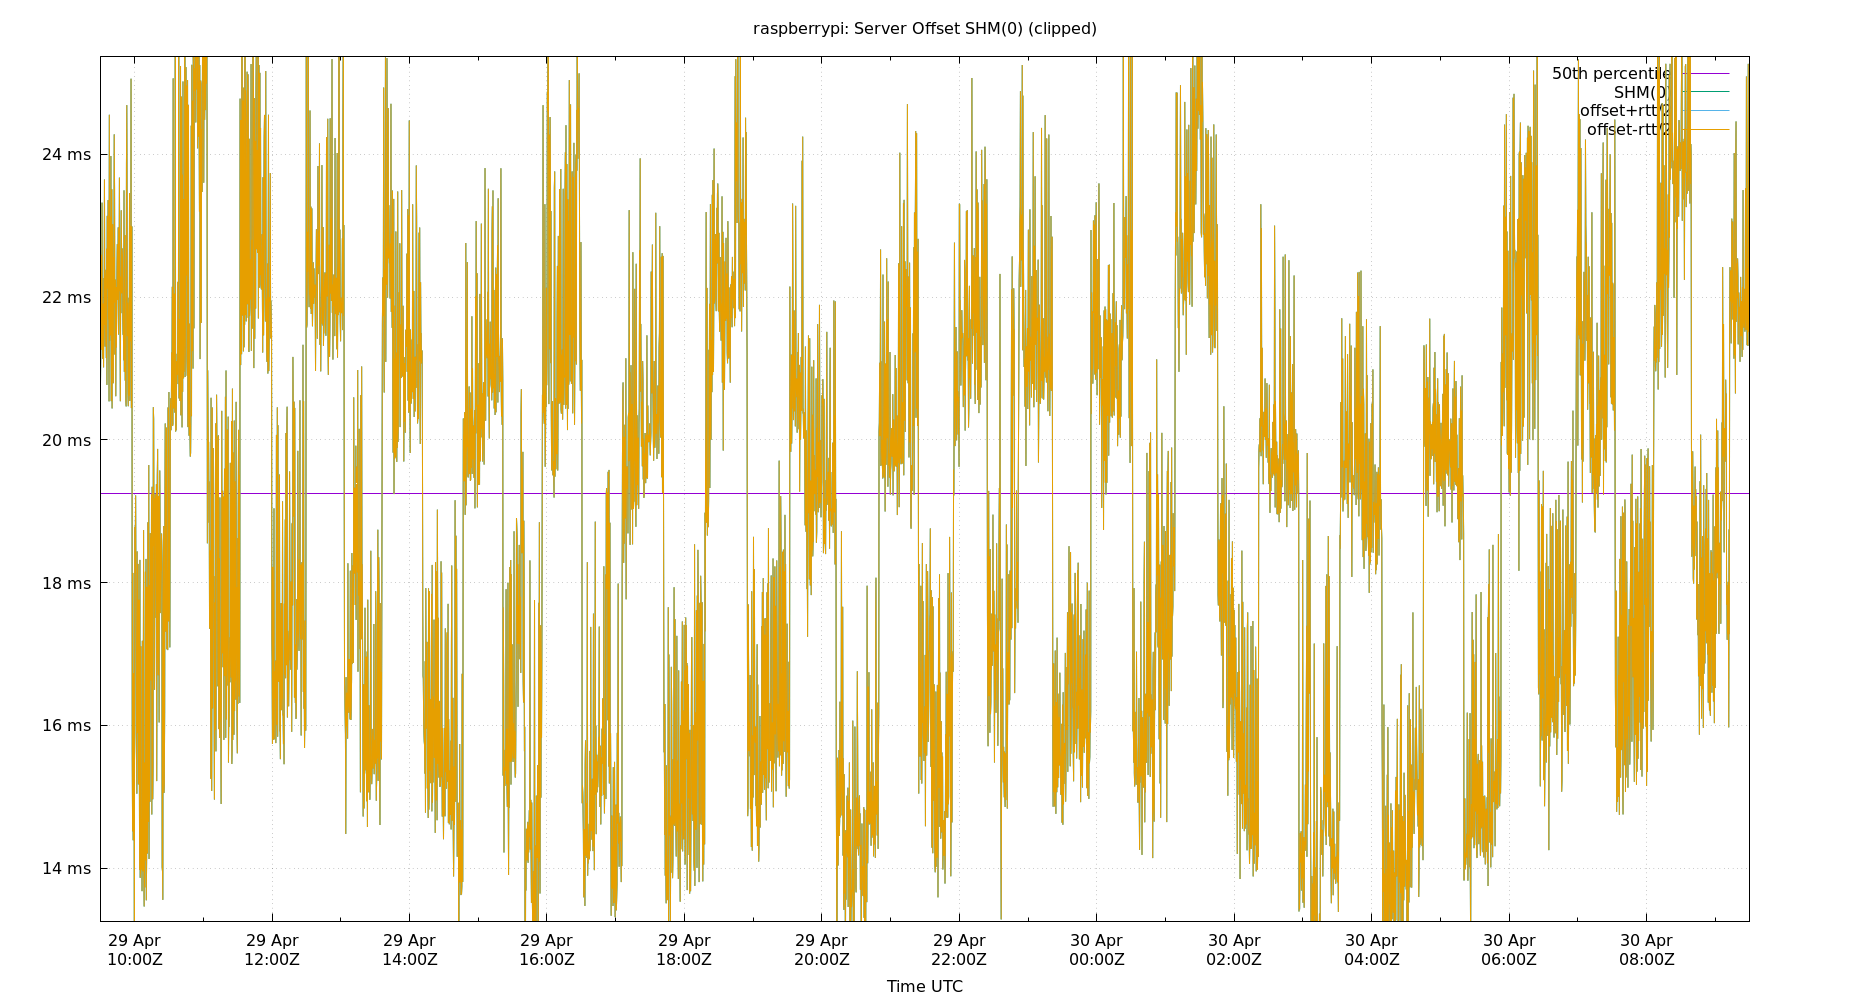 raspberrypi: Server Offset SHM(0) (clipped)
50th percentile
SHM(0)
offset+rtt/2
offset-rtt/2
24 ms
22 ms
20 ms
18 ms
16 ms
14 ms
29 Apr 29 Apr 29 Apr 29 Apr 29 Apr 29 Apr 29 Apr 30 Apr 30 Apr 30 Apr 30 Apr 30 Apr
10:00Z 12:00Z 14:00Z 16:00Z 18:00Z 20:00Z 22:00Z 00:00Z 02:00Z 04:00Z 06:00Z 08:00Z
Time UTC